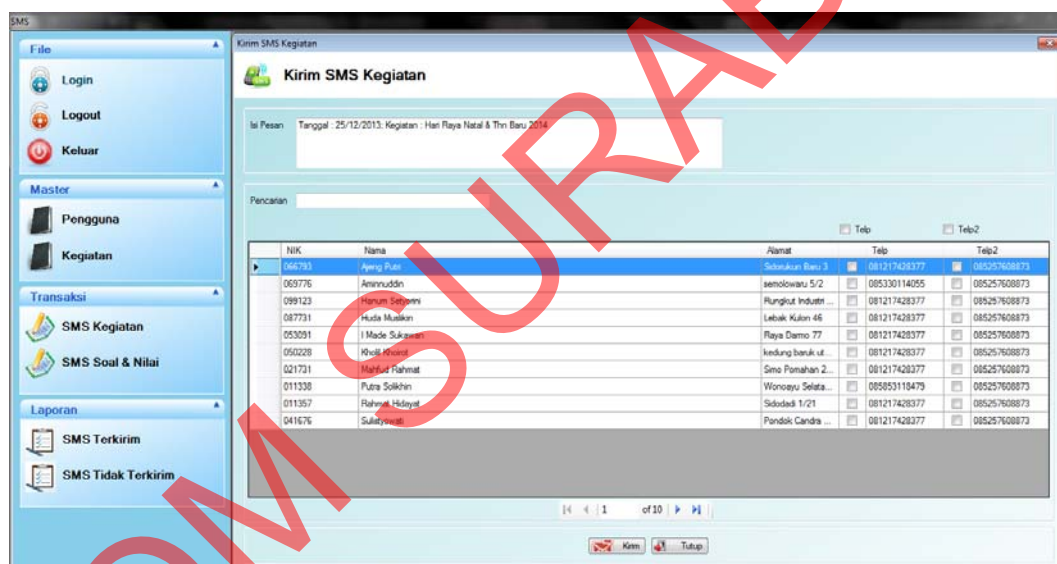 SMS
File
Login
Logout
Keluar
Master
Pengguna
Kegiatan
Transaksi
SMS Kegiatan
SMS Soal & Nilai
Laporan
SMS Terkirim
SMS Tidak Terkirim
Kirim SMS Kegiatan
Kirim SMS Kegiatan
Isi Pesan Tanggal : 25/12/2013; Kegiatan : Hari Raya Natal & Thn Baru 2014
Pencarian
Telp Telp2
NIK Nama Alamat Telp Telp2
066793 Ajeng Putri Sidorukun Baru 3 081217428377 085257608873
069776 Aminnuddin semolowaru 5/2 085330114055 085257608873
099123 Hanum Setyorini Rungkut Industri ... 081217428377 085257608873
087731 Huda Muslikin Lebak Kulon 46 081217428377 085257608873
053091 I Made Sukawan Raya Darmo 77 081217428377 085257608873
050228 Kholil Khoirot kedung baruk ut... 081217428377 085257608873
021731 Mahfud Rahmat Simo Pomahan 2... 081217428377 085257608873
011338 Putra Solikhin Wonoayu Selata... 085853118479 085257608873
011357 Rahmat Hidayat Sidodadi 1/21 081217428377 085257608873
041676 Sulistyowati Pondok Candra ... 081217428377 085257608873
1 of 10
Kirim Tutup
OM SURAB